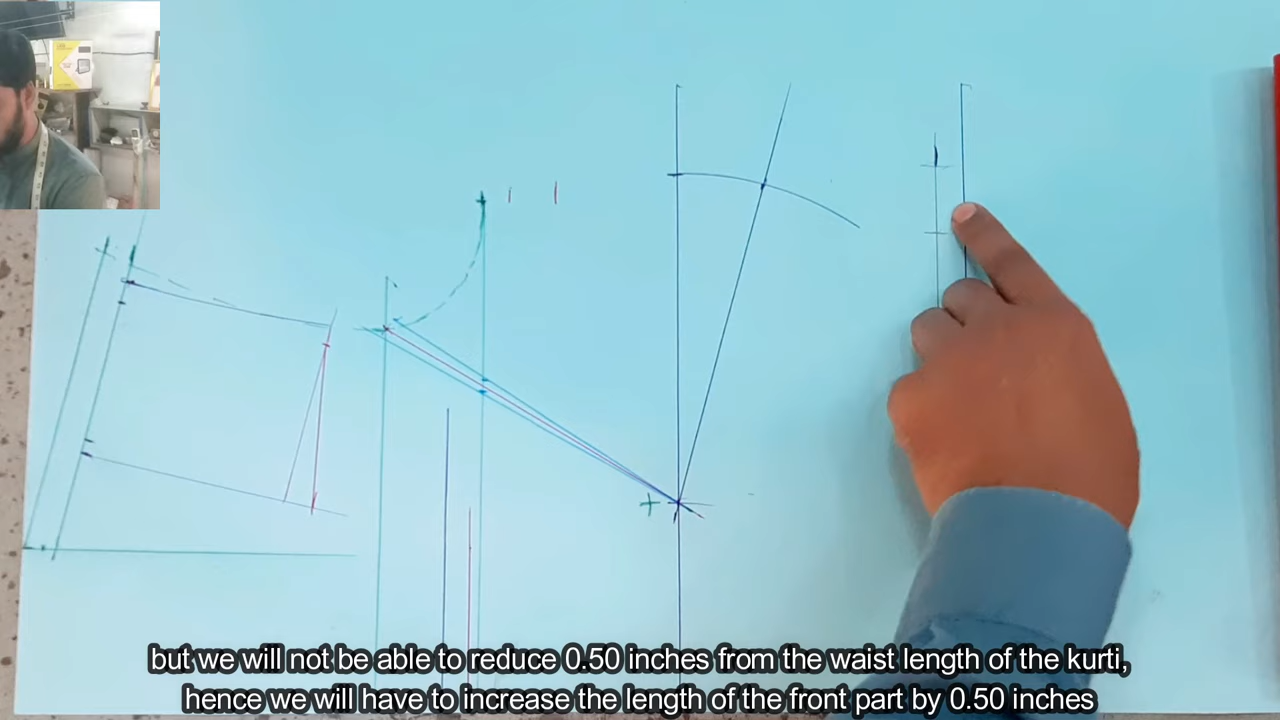 but we will not be able to reduce 0.50 inches from the waist length of the kurti,
hence we will have to increase the length of the front part by 0.50 inches